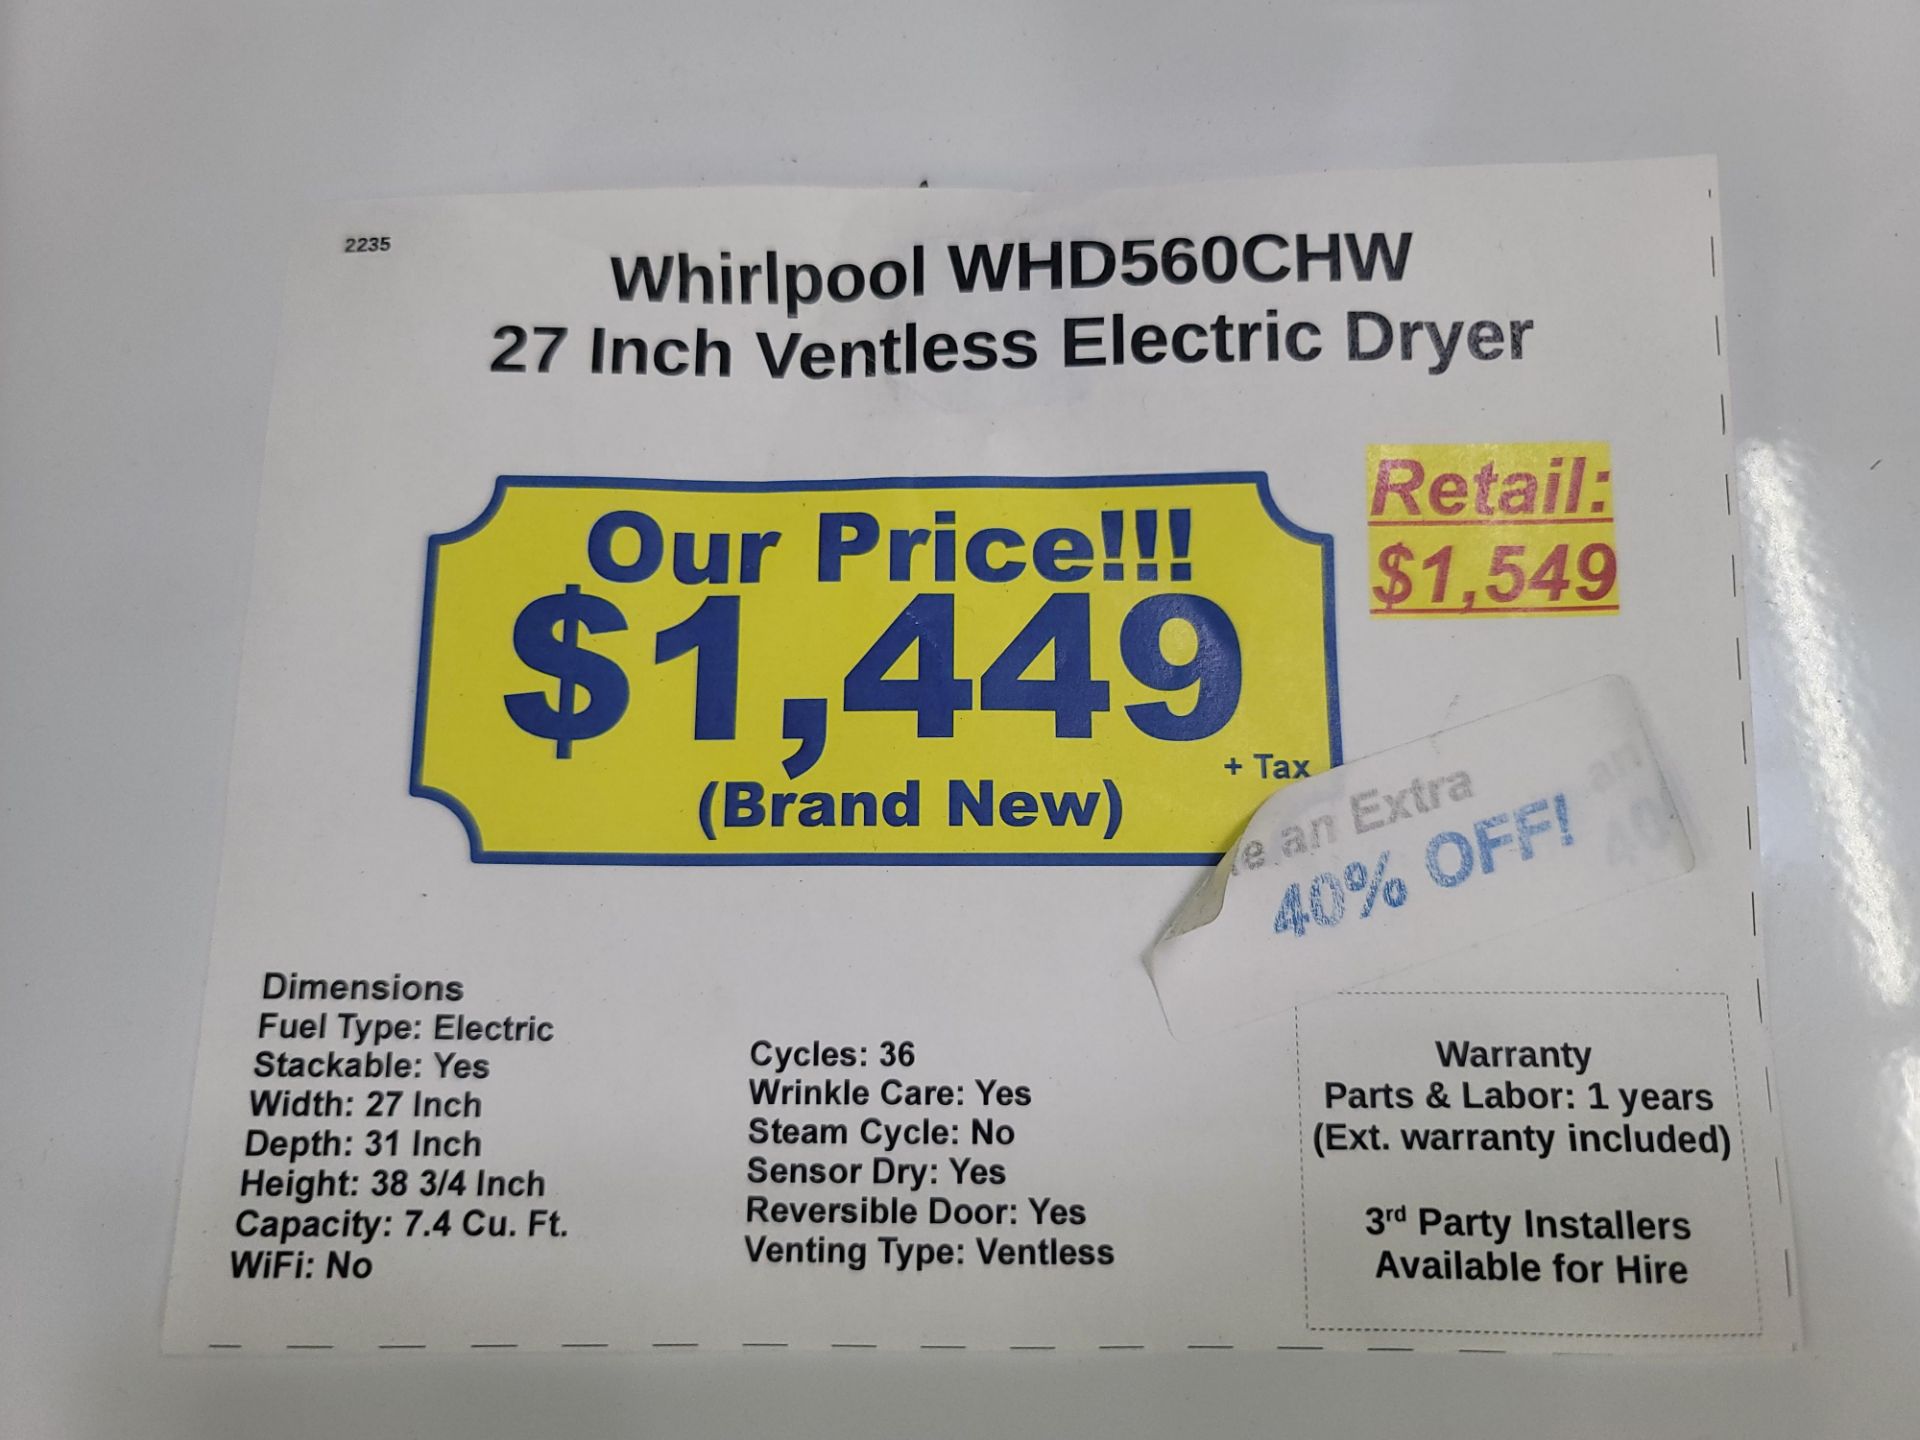 2235
Whirlpool WHD560CHW
27 Inch Ventless Electric Dryer
Retail:
$1,549
Our Price!!!
$1,449
+ Tax
(Brand New)
an Extra
40% OFF!
an
40
Dimensions
Fuel Type: Electric
Stackable: Yes
Width: 27 Inch
Depth: 31 Inch
Height: 38 3/4 Inch
Capacity: 7.4 Cu. Ft.
WiFi: No
Cycles: 36
Wrinkle Care: Yes
Steam Cycle: No
Sensor Dry: Yes
Reversible Door: Yes
Venting Type: Ventless
Warranty
Parts & Labor: 1 years
(Ext. warranty included)
3rd Party Installers
Available for Hire